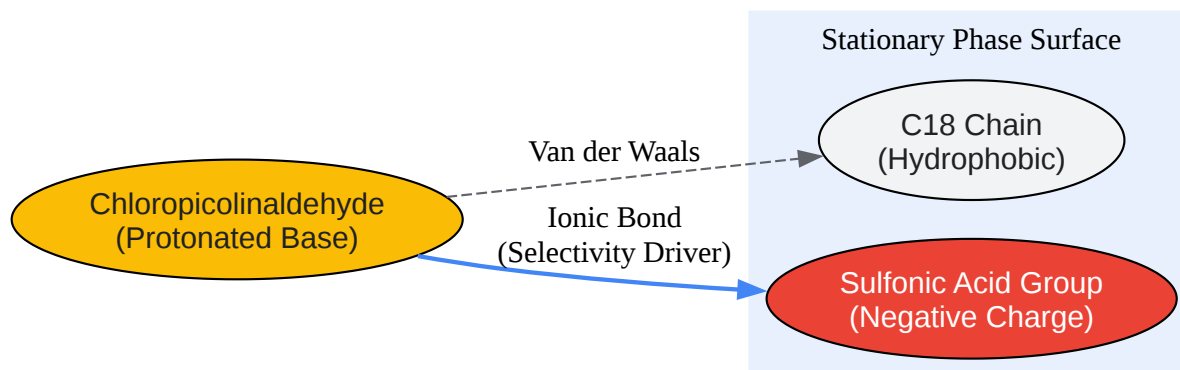 Stationary Phase Surface
C18 Chain
(Hydrophobic)
Van der Waals
Chloropicolinaldehyde
(Protonated Base)
Ionic Bond
(Selectivity Driver)
Sulfonic Acid Group
(Negative Charge)